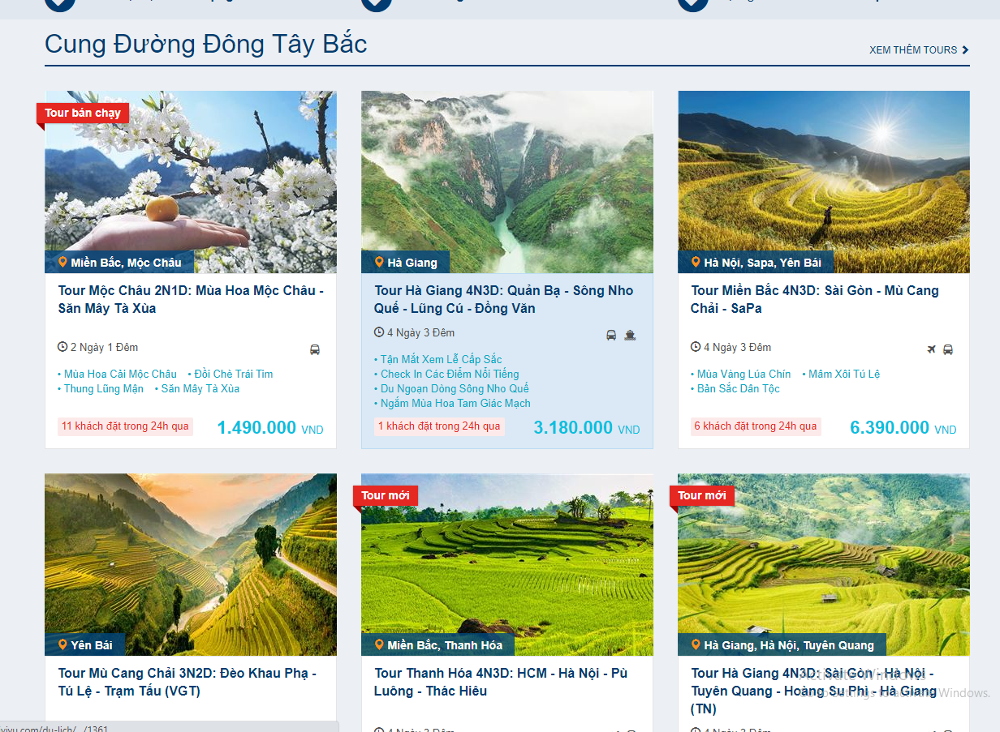 Cung Đường Đông Tây Bắc
XEM THÊM TOURS
Tour bán chạy
Miền Bắc, Mộc Châu
Tour Mộc Châu 2N1D: Mùa Hoa Mộc Châu -
Săn Mây Tà Xùa
2 Ngày 1 Đêm
• Mùa Hoa Cải Mộc Châu • Đồi Chè Trái Tim
• Thung Lũng Mận • Săn Mây Tà Xùa
11 khách đặt trong 24h qua
1.490.000 VND
Hà Giang
Tour Hà Giang 4N3D: Quản Bạ - Sông Nho
Quế - Lũng Cú - Đồng Văn
4 Ngày 3 Đêm
• Tận Mắt Xem Lễ Cấp Sắc
• Check In Các Điểm Nổi Tiếng
• Du Ngoạn Dòng Sông Nho Quế
• Ngắm Mùa Hoa Tam Giác Mạch
1 khách đặt trong 24h qua
3.180.000 VND
Hà Nội, Sapa, Yên Bái
Tour Miền Bắc 4N3D: Sài Gòn - Mù Cang
Chải - SaPa
4 Ngày 3 Đêm
• Mùa Vàng Lúa Chín • Mâm Xôi Tú Lệ
• Bản Sắc Dân Tộc
6 khách đặt trong 24h qua
6.390.000 VND
Yên Bái
Tour Mù Cang Chải 3N2D: Đèo Khau Phạ -
Tú Lệ - Trạm Tấu (VGT)
Tour mới
Miền Bắc, Thanh Hóa
Tour Thanh Hóa 4N3D: HCM - Hà Nội - Pù
Luông - Thác Hiêu
4 Ngày 3 Đêm
Tour mới
Hà Giang, Hà Nội, Tuyên Quang
Tour Hà Giang 4N3D: Sài Gòn - Hà Nội -
Tuyên Quang - Hoàng Su Phì - Hà Giang
(TN)
4 Ngày 3 Đêm
Activate Windows
Go to Settings to activate Windows.
vivu.com/du-lich/.../1361